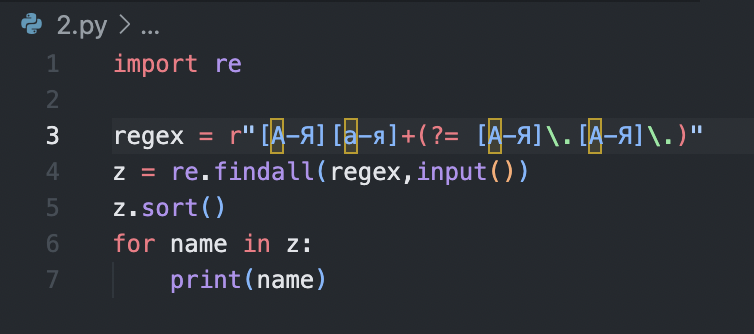 2.py > ...
1 import re
2
3 regex = r"[А-Я][а-я]+(?= [А-Я]\.[А-Я]\.)"
4 z = re.findall(regex,input())
5 z.sort()
6 for name in z:
7     print(name)